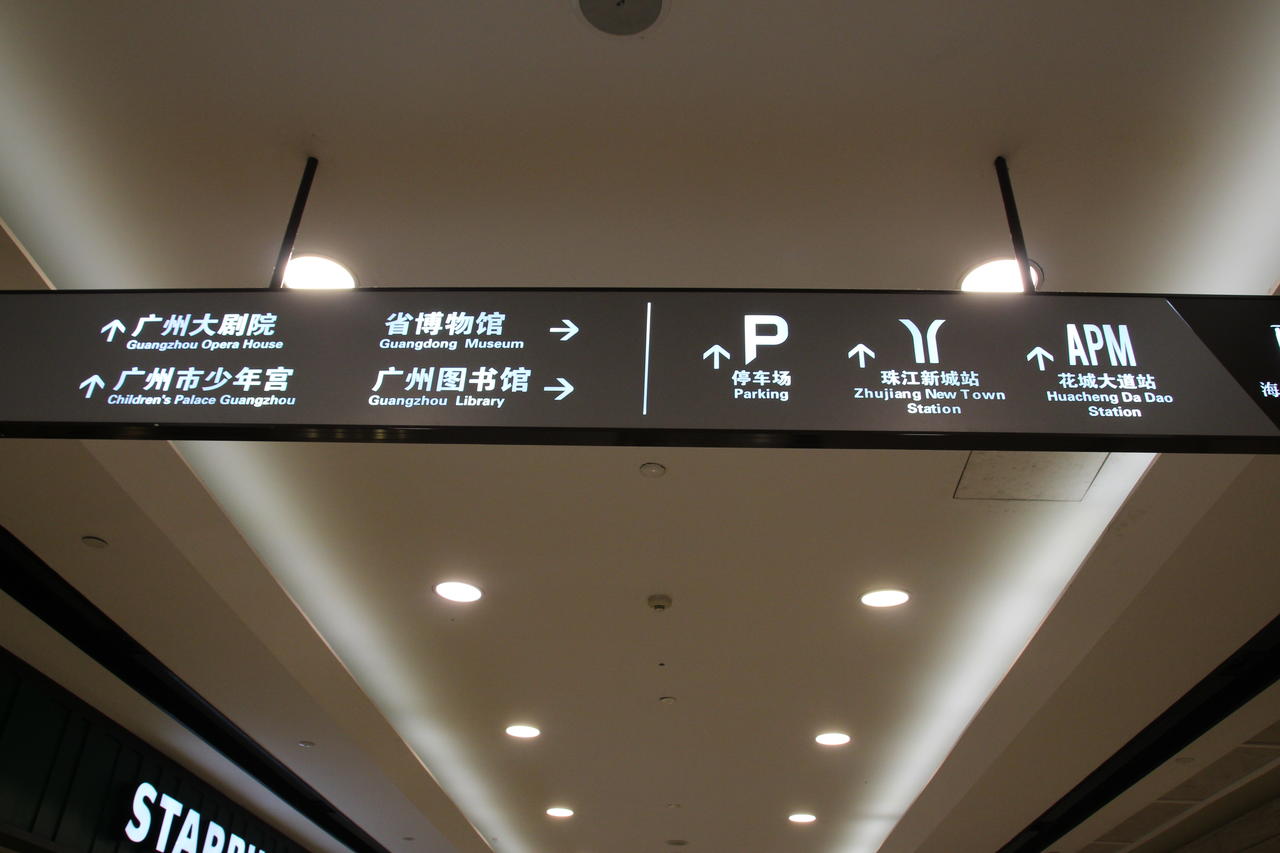 广州大剧院
Guangzhou Opera House
广州市少年宫
Children's Palace Guangzhou
省博物馆
Guangdong Museum
广州图书馆
Guangzhou Library
P
停车场
Parking
珠江新城站
Zhujiang New Town
Station
APM
花城大道站
Huacheng Da Dao
Station
海